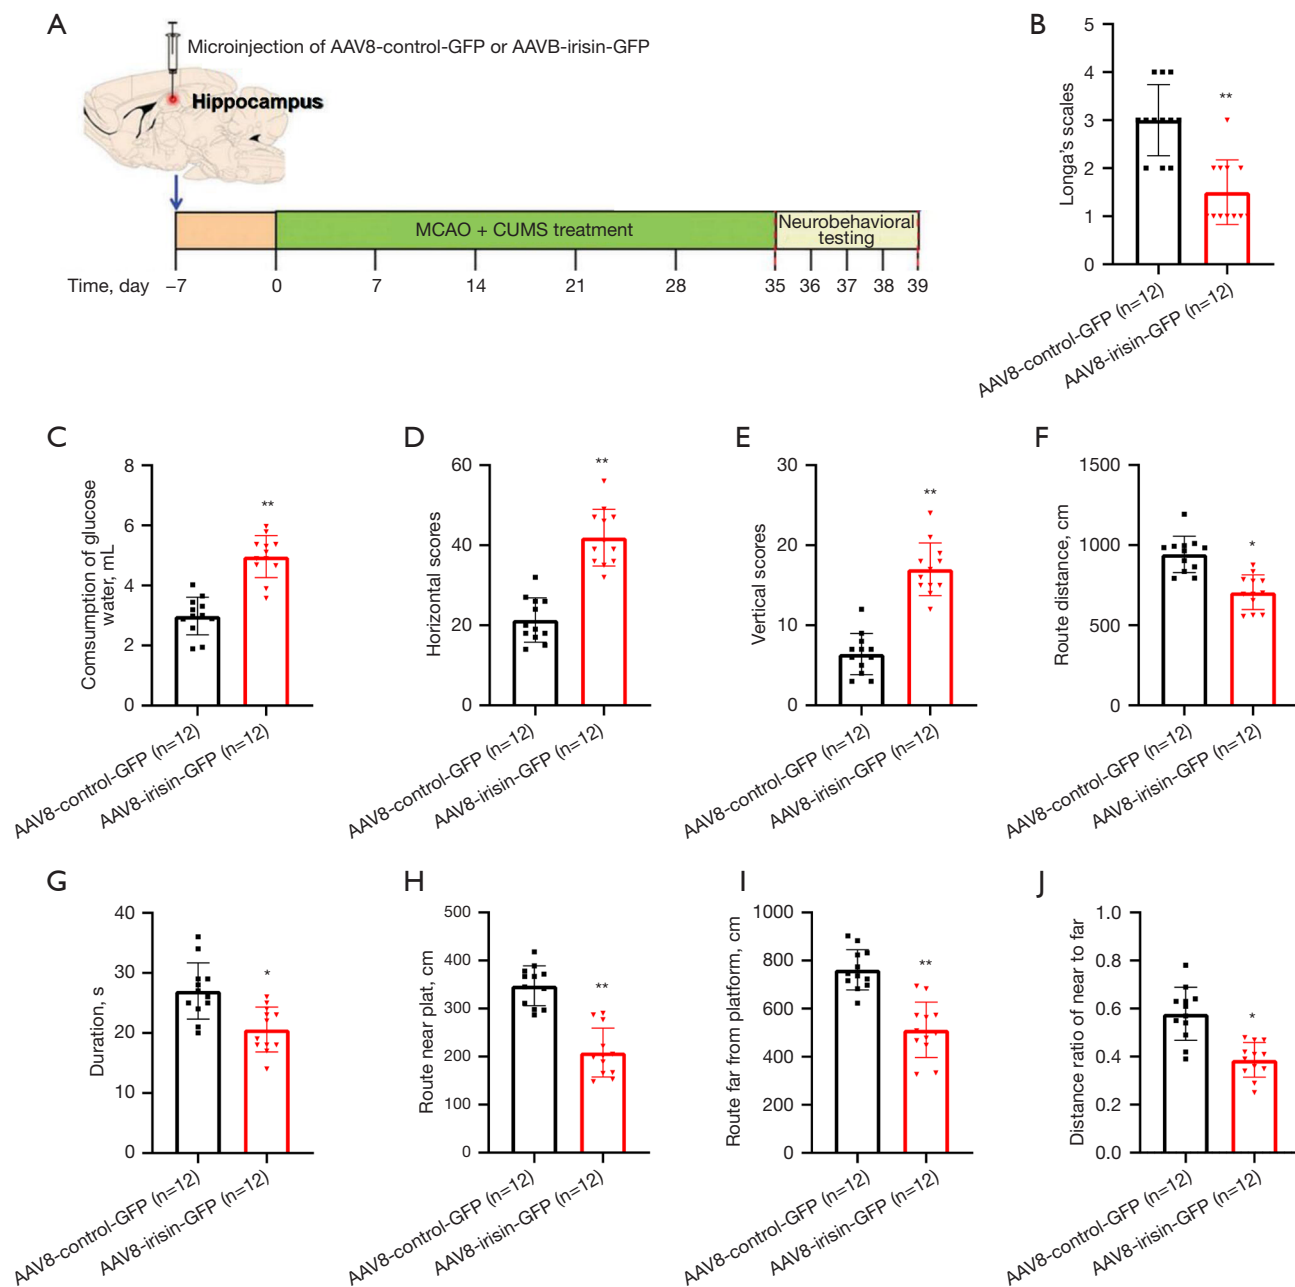 A
Microinjection of AAV8-control-GFP or AAVB-irisin-GFP
Hippocampus
MCAO + CUMS treatment
Neurobehavioral
testing
Time, day
−7 0 7 14 21 28 35 36 37 38 39
B
Longa's scales
5
4
3
2
1
0
**
AAV8-control-GFP (n=12)
AAV8-irisin-GFP (n=12)
C
Comsumption of glucose
water, mL
8
6
4
2
0
**
AAV8-control-GFP (n=12)
AAV8-irisin-GFP (n=12)
D
Horizontal scores
60
40
20
0
**
AAV8-control-GFP (n=12)
AAV8-irisin-GFP (n=12)
E
Vertical scores
30
20
10
0
**
AAV8-control-GFP (n=12)
AAV8-irisin-GFP (n=12)
F
Route distance, cm
1500
1000
500
0
*
AAV8-control-GFP (n=12)
AAV8-irisin-GFP (n=12)
G
Duration, s
40
30
20
10
0
*
AAV8-control-GFP (n=12)
AAV8-irisin-GFP (n=12)
H
Route near plat, cm
500
400
300
200
100
0
**
AAV8-control-GFP (n=12)
AAV8-irisin-GFP (n=12)
I
Route far from platform, cm
1000
800
600
400
200
0
**
AAV8-control-GFP (n=12)
AAV8-irisin-GFP (n=12)
J
Distance ratio of near to far
1.0
0.8
0.6
0.4
0.2
0.0
*
AAV8-control-GFP (n=12)
AAV8-irisin-GFP (n=12)